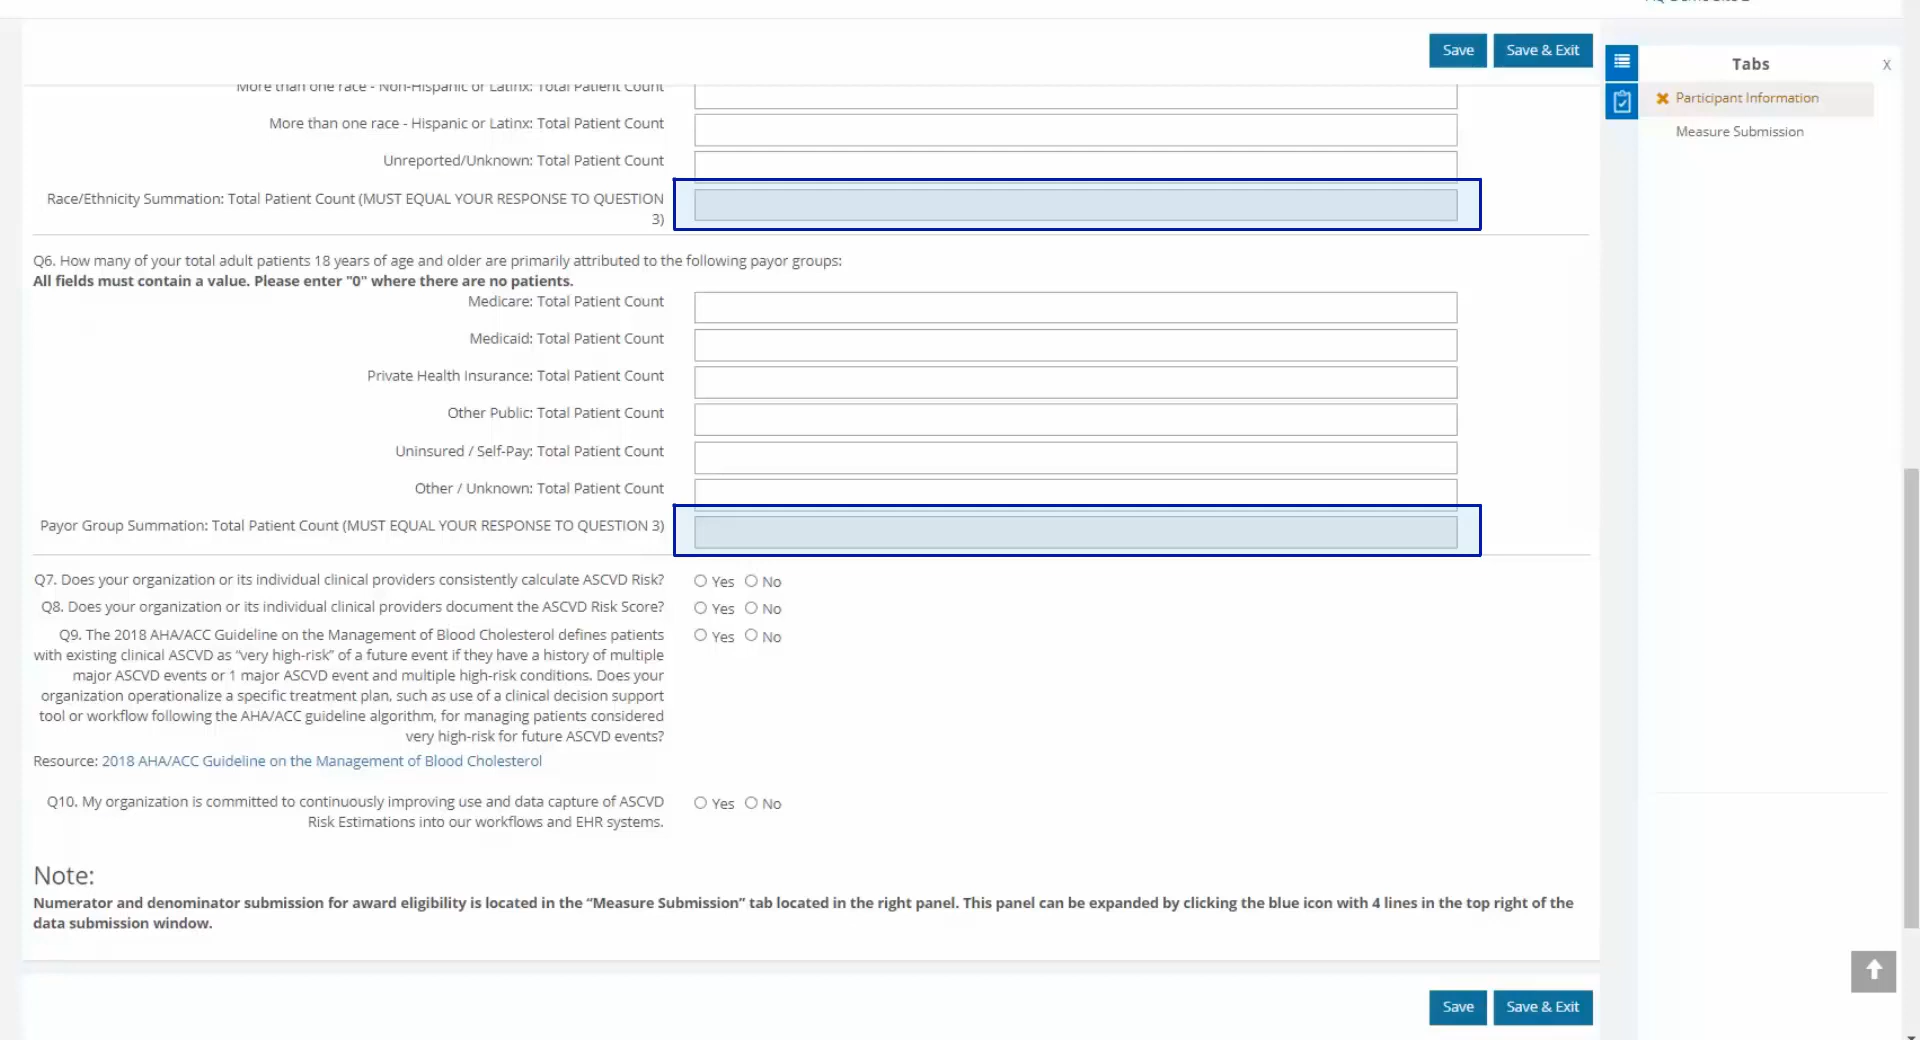 Save
Save & Exit
Tabs
X
Participant Information
Measure Submission
More than one race - Non-Hispanic or Latinx: Total Patient Count
More than one race - Hispanic or Latinx: Total Patient Count
Unreported/Unknown: Total Patient Count
Race/Ethnicity Summation: Total Patient Count (MUST EQUAL YOUR RESPONSE TO QUESTION
3)
Q6. How many of your total adult patients 18 years of age and older are primarily attributed to the following payor groups:
All fields must contain a value. Please enter "0" where there are no patients.
Medicare: Total Patient Count
Medicaid: Total Patient Count
Private Health Insurance: Total Patient Count
Other Public: Total Patient Count
Uninsured / Self-Pay: Total Patient Count
Other / Unknown: Total Patient Count
Payor Group Summation: Total Patient Count (MUST EQUAL YOUR RESPONSE TO QUESTION 3)
Q7. Does your organization or its individual clinical providers consistently calculate ASCVD Risk?
Yes No
Q8. Does your organization or its individual clinical providers document the ASCVD Risk Score?
Yes No
Q9. The 2018 AHA/ACC Guideline on the Management of Blood Cholesterol defines patients
Yes No
with existing clinical ASCVD as “very high-risk” of a future event if they have a history of multiple
major ASCVD events or 1 major ASCVD event and multiple high-risk conditions. Does your
organization operationalize a specific treatment plan, such as use of a clinical decision support
tool or workflow following the AHA/ACC guideline algorithm, for managing patients considered
very high-risk for future ASCVD events?
Resource: 2018 AHA/ACC Guideline on the Management of Blood Cholesterol
Q10. My organization is committed to continuously improving use and data capture of ASCVD
Yes No
Risk Estimations into our workflows and EHR systems.
Note:
Numerator and denominator submission for award eligibility is located in the “Measure Submission” tab located in the right panel. This panel can be expanded by clicking the blue icon with 4 lines in the top right of the
data submission window.
Save
Save & Exit